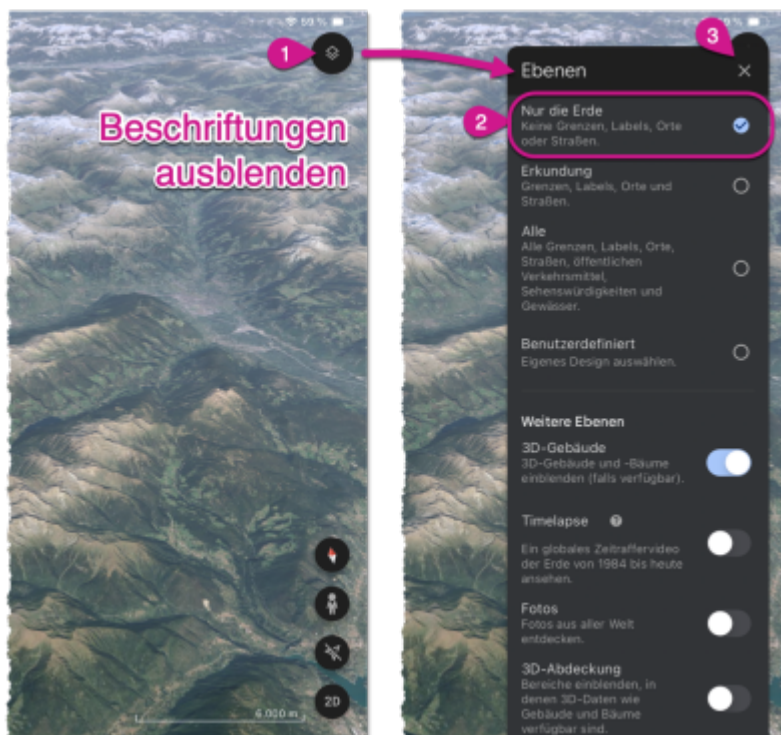 59 %
1
Beschriftungen
ausblenden
2D
6.000 m
%
3
Ebenen
2
Nur die Erde
Keine Grenzen, Labels, Orte
oder Straßen.
Erkundung
Grenzen, Labels, Orte und
Straßen.
Alle
Alle Grenzen, Labels, Orte,
Straßen, öffentlichen
Verkehrsmittel,
Sehenswürdigkeiten und
Gewässer.
Benutzerdefiniert
Eigenes Design auswählen.
Weitere Ebenen
3D-Gebäude
3D-Gebäude und -Bäume
einblenden (falls verfügbar).
Timelapse
Ein globales Zeitraffervideo
der Erde von 1984 bis heute
ansehen.
Fotos
Fotos aus aller Welt
entdecken.
3D-Abdeckung
Bereiche einblenden, in
denen 3D-Daten wie
Gebäude und Bäume
verfügbar sind.